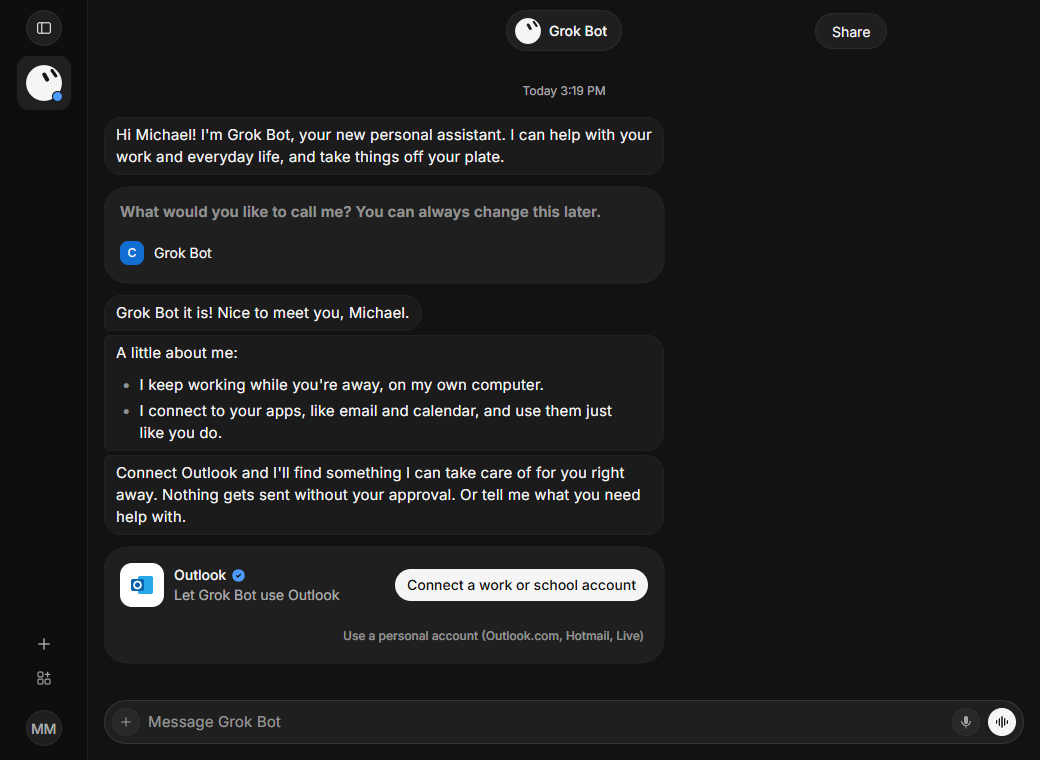 Grok Bot
Share
Today 3:19 PM
Hi Michael! I'm Grok Bot, your new personal assistant. I can help with your
work and everyday life, and take things off your plate.
What would you like to call me? You can always change this later.
C Grok Bot
Grok Bot it is! Nice to meet you, Michael.
A little about me:
• I keep working while you're away, on my own computer.
• I connect to your apps, like email and calendar, and use them just
like you do.
Connect Outlook and I'll find something I can take care of for you right
away. Nothing gets sent without your approval. Or tell me what you need
help with.
Outlook
Let Grok Bot use Outlook
Connect a work or school account
Use a personal account (Outlook.com, Hotmail, Live)
Message Grok Bot
MM